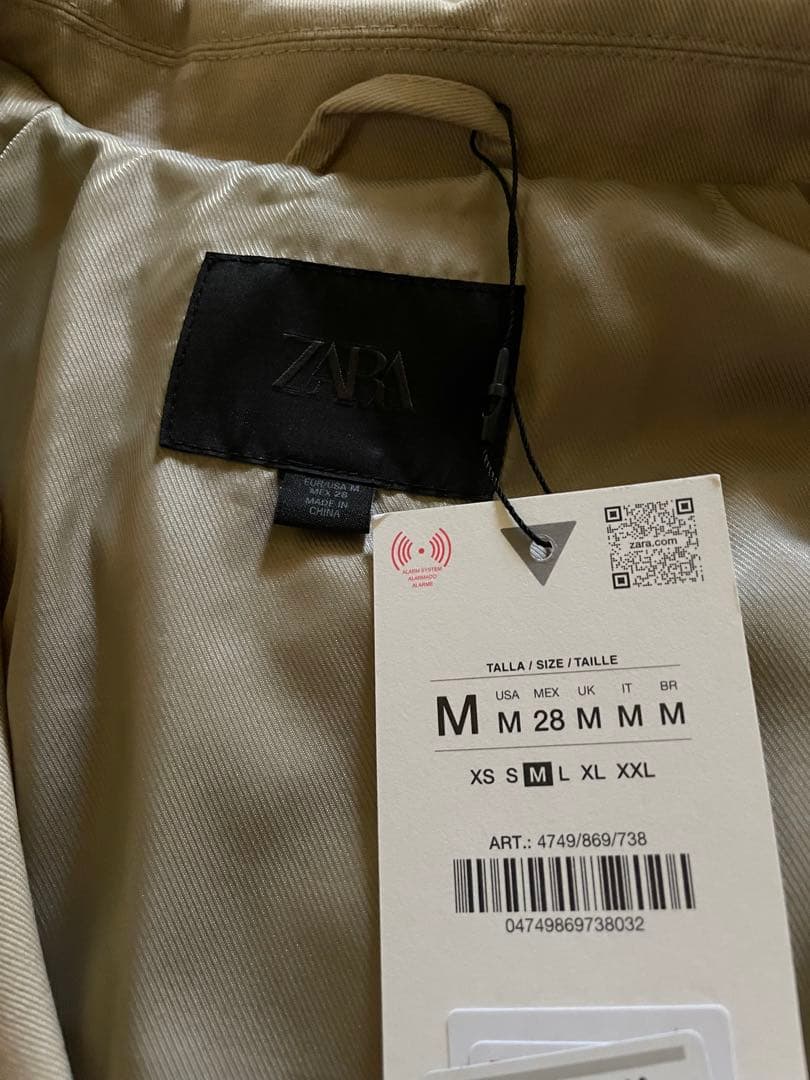 ZARA
EUR/USA M
MEX 28
MADE IN
CHINA
ALARM SYSTEM
ALARMADO
ALARME
zara.com
TALLA / SIZE / TAILLE
USA MEX UK IT BR
M M 28 M M M
XS S M L XL XXL
ART.: 4749/869/738
04749869738032